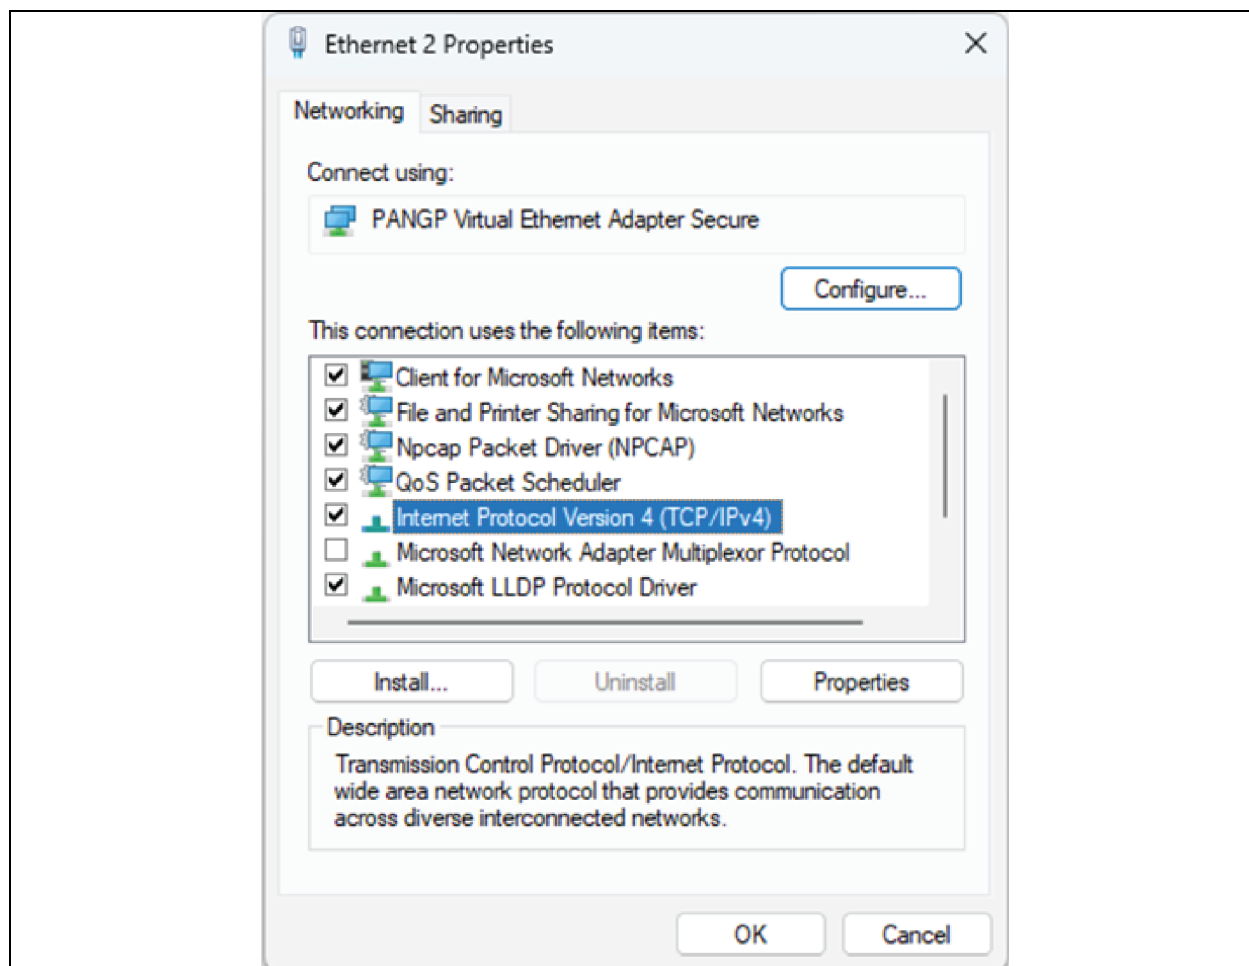 Ethernet 2 Properties
Networking
Sharing
Connect using:
PANGP Virtual Ethernet Adapter Secure
Configure...
This connection uses the following items:
Client for Microsoft Networks
File and Printer Sharing for Microsoft Networks
Npcap Packet Driver (NPCAP)
QoS Packet Scheduler
Internet Protocol Version 4 (TCP/IPv4)
Microsoft Network Adapter Multiplexor Protocol
Microsoft LLDP Protocol Driver
Install...
Uninstall
Properties
Description
Transmission Control Protocol/Internet Protocol. The default
wide area network protocol that provides communication
across diverse interconnected networks.
OK
Cancel